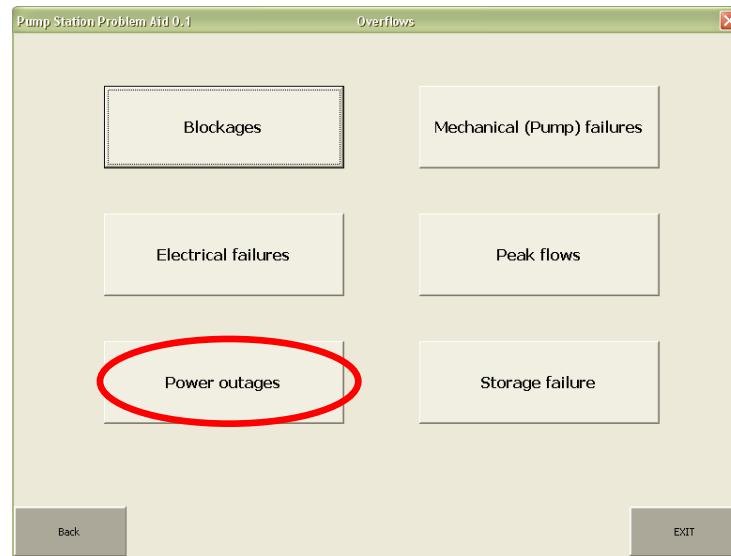 Pump Station Problem Aid 0.1 Overflows
Blockages
Mechanical (Pump) failures
Electrical failures
Peak flows
Power outages
Storage failure
Back
EXIT